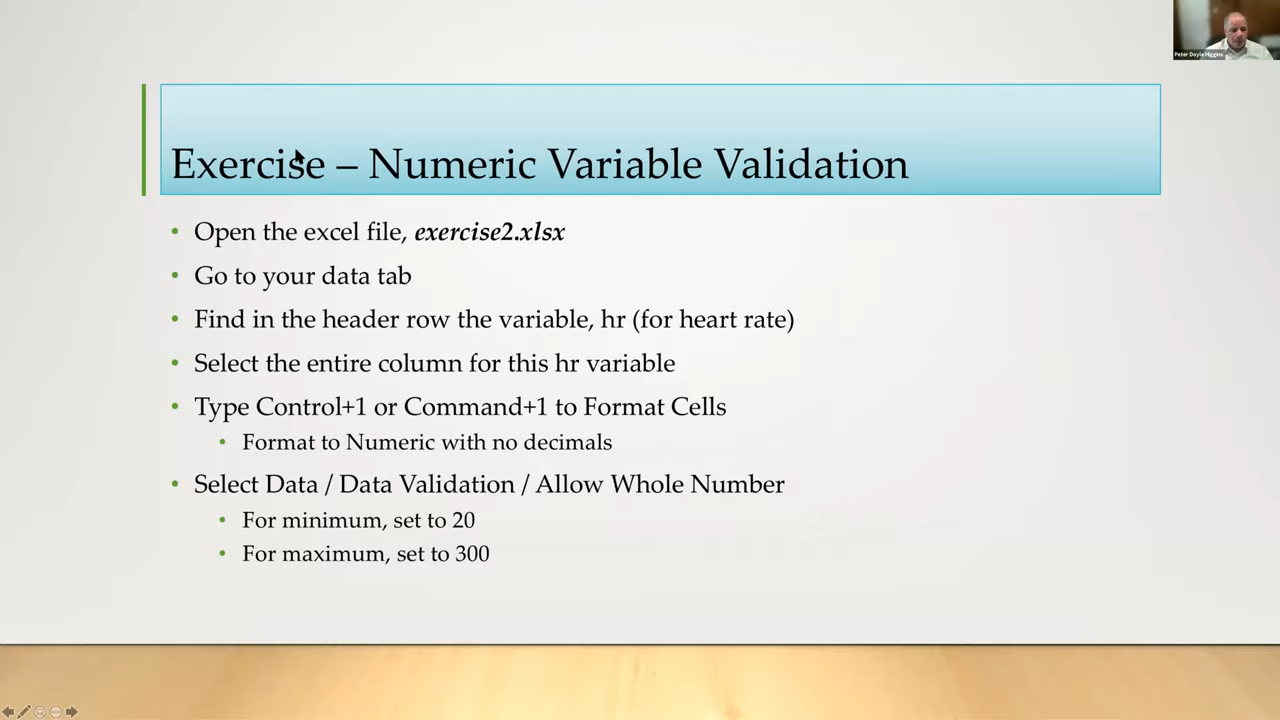 Peter Doyle Higgins
Exercise – Numeric Variable Validation
• Open the excel file, exercise2.xlsx
• Go to your data tab
• Find in the header row the variable, hr (for heart rate)
• Select the entire column for this hr variable
• Type Control+1 or Command+1 to Format Cells
• Format to Numeric with no decimals
• Select Data / Data Validation / Allow Whole Number
• For minimum, set to 20
• For maximum, set to 300